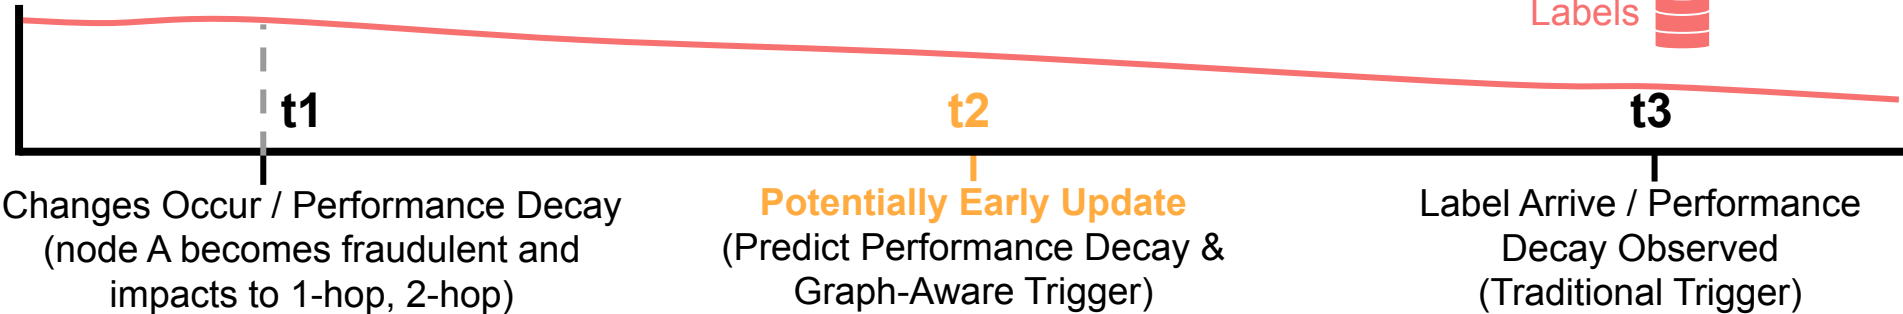 Labels
t1
t2
t3
Changes Occur / Performance Decay
(node A becomes fraudulent and
impacts to 1-hop, 2-hop)
Potentially Early Update
(Predict Performance Decay &
Graph-Aware Trigger)
Label Arrive / Performance
Decay Observed
(Traditional Trigger)